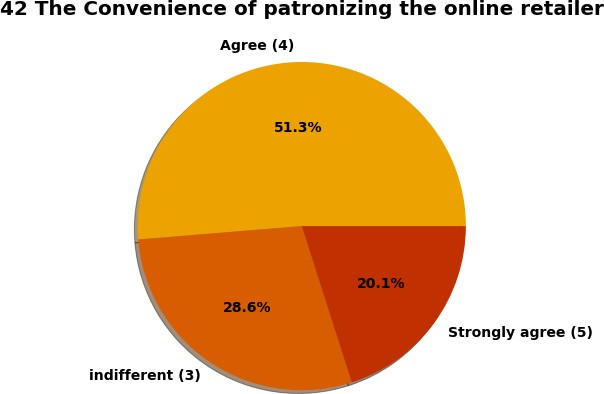 42 The Convenience of patronizing the online retailer
Agree (4)
51.3%
20.1%
28.6%
Strongly agree (5)
indifferent (3)